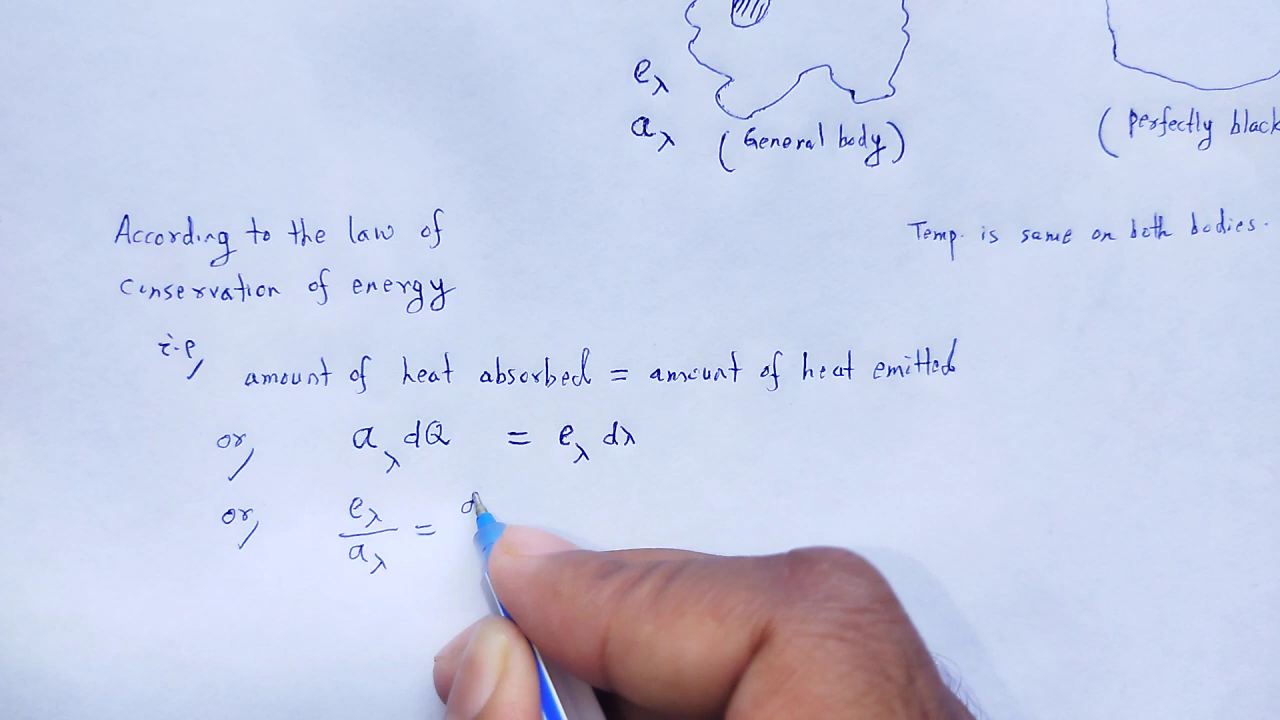 eλ
aλ (General body)
(perfectly black
According to the law of
Temp. is same on both bodies.
conservation of energy
i.e,
amount of heat absorbed = amount of heat emitted
or, aλ dQ = eλ dλ
or, eλ/aλ = d